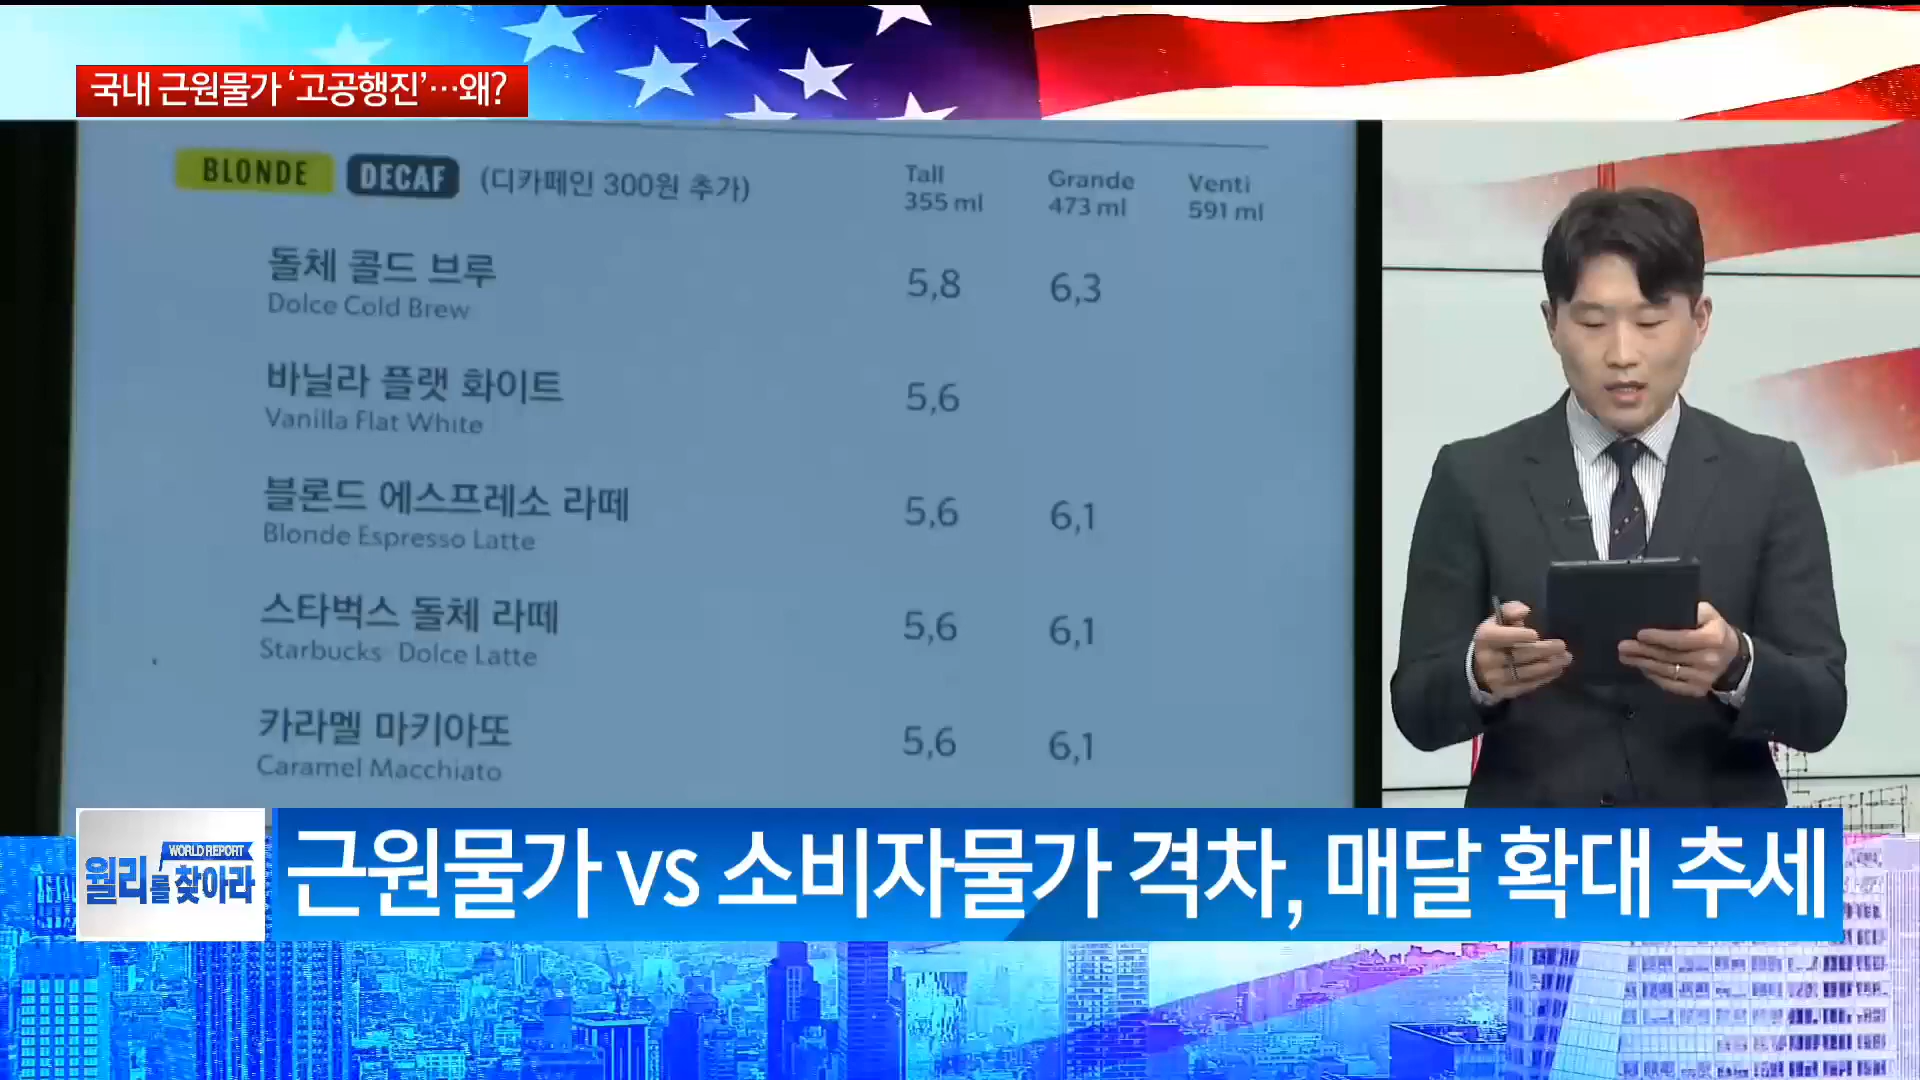 국내 근원물가 ‘고공행진’…왜?
BLONDE DECAF (디카페인 300원 추가)
Tall Grande Venti
355 ml 473 ml 591 ml
돌체 콜드 브루 5,8 6,3
Dolce Cold Brew
바닐라 플랫 화이트 5,6
Vanilla Flat White
블론드 에스프레소 라떼 5,6 6,1
Blonde Espresso Latte
스타벅스 돌체 라떼 5,6 6,1
Starbucks Dolce Latte
카라멜 마키아또 5,6 6,1
Caramel Macchiato
WORLD REPORT
월리를 찾아라
근원물가 vs 소비자물가 격차, 매달 확대 추세